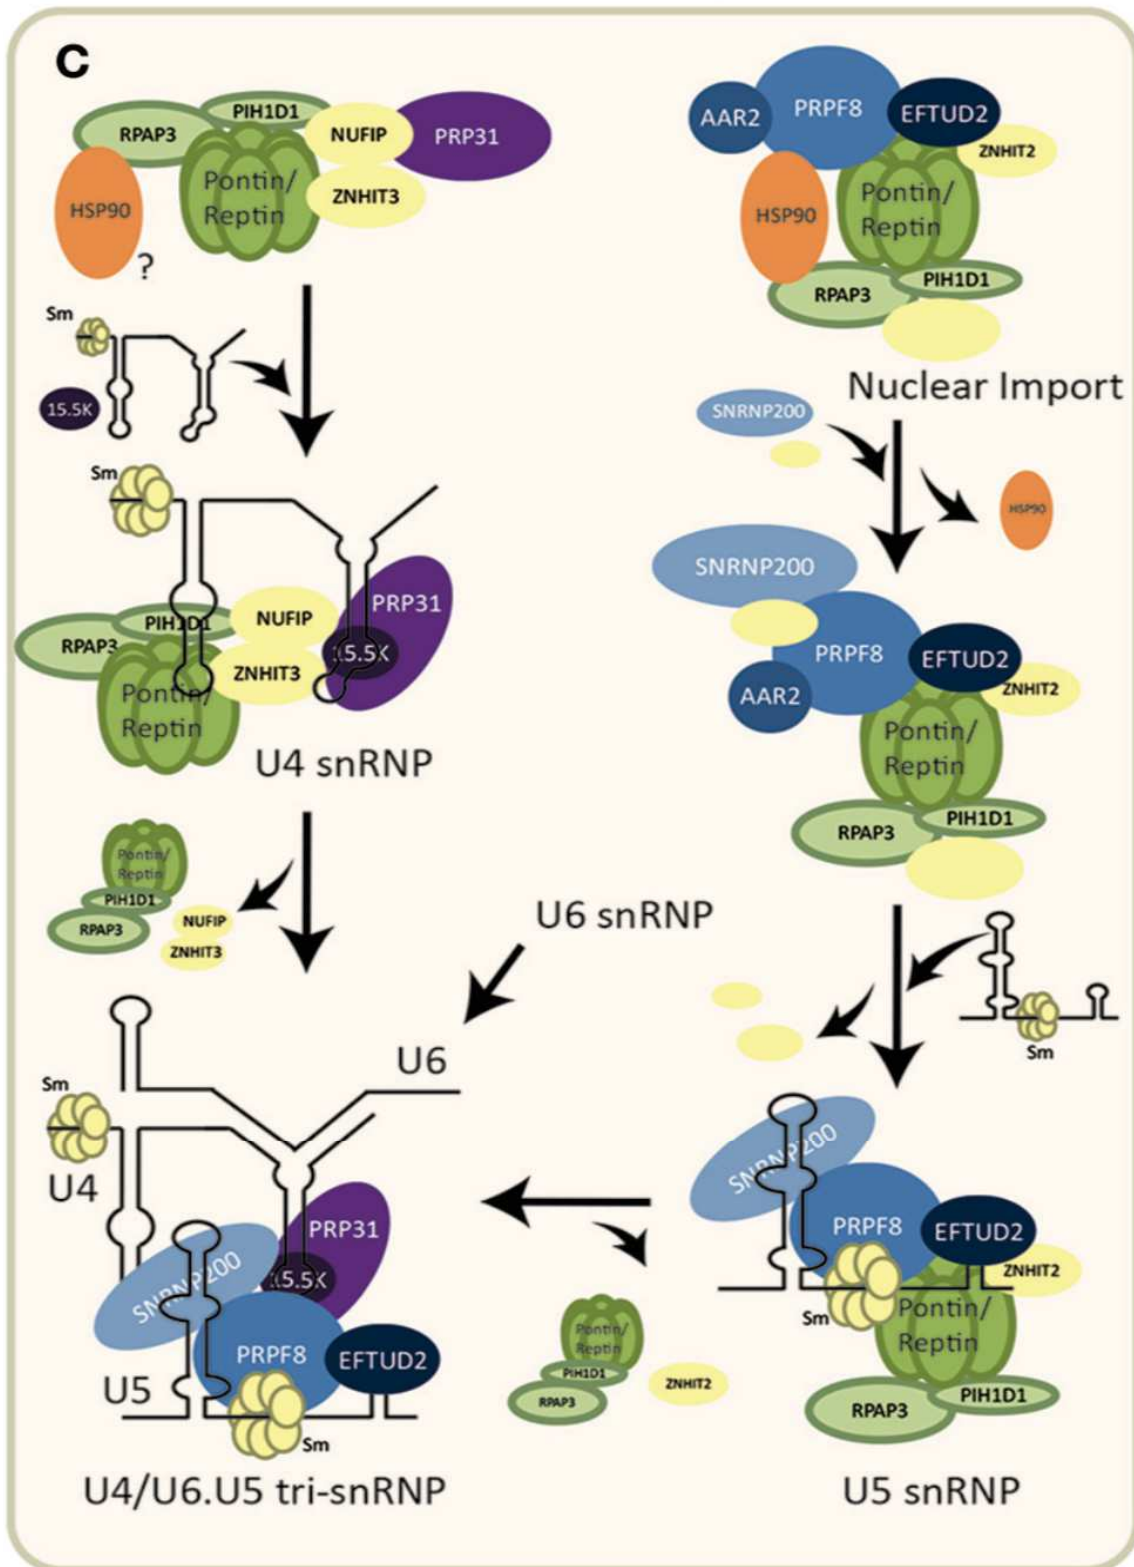 C
PIH1D1
RPAP3
NUFIP
PRP31
Pontin/
Reptin
ZNHIT3
HSP90
?
Sm
15.5K
Sm
PRP31
NUFIP
PIH1D1
RPAP3
15.5K
ZNHIT3
Pontin/
Reptin
U4 snRNP
Pontin/
Reptin
PIH1D1
RPAP3
NUFIP
ZNHIT3
U6 snRNP
U6
Sm
U4
PRP31
SNRNP200
15.5K
PRPF8
EFTUD2
U5
Sm
U4/U6.U5 tri-snRNP
AAR2
PRPF8
EFTUD2
ZNHIT2
Pontin/
Reptin
HSP90
PIH1D1
RPAP3
Nuclear Import
SNRNP200
HSP90
SNRNP200
PRPF8
EFTUD2
AAR2
ZNHIT2
Pontin/
Reptin
PIH1D1
RPAP3
Sm
SNRNP200
PRPF8
EFTUD2
ZNHIT2
Sm
Pontin/
Reptin
PIH1D1
RPAP3
U5 snRNP
Pontin/
Reptin
PIH1D1
RPAP3
ZNHIT2